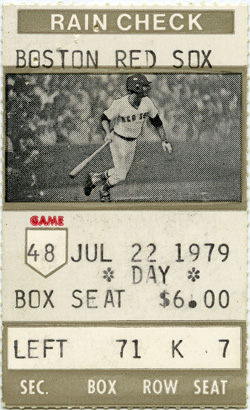 RAIN CHECK
BOSTON RED SOX
RED SOX
GAME
48 JUL 22 1979
* DAY *
BOX SEAT $6.00
LEFT 71 K 7
SEC. BOX ROW SEAT